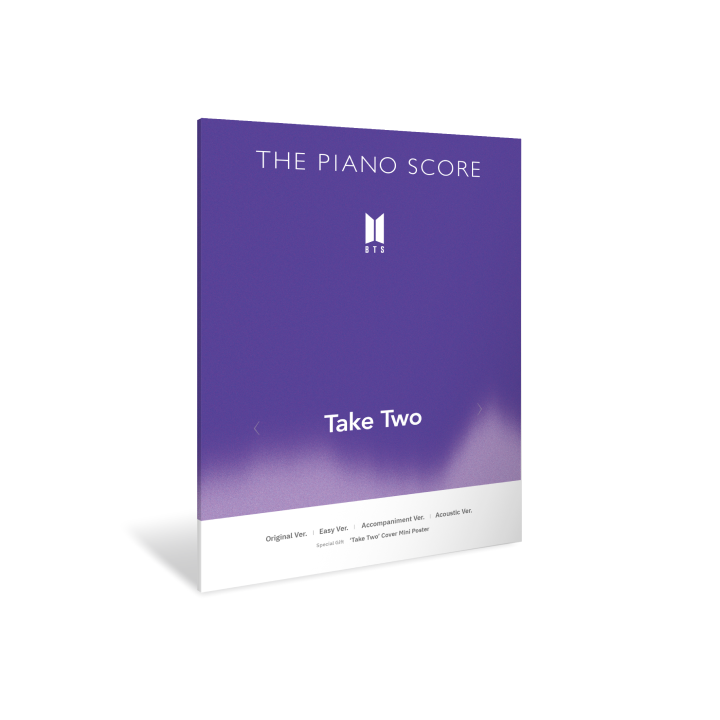 THE PIANO SCORE
BTS
Take Two
Original Ver. | Easy Ver. | Accompaniment Ver. | Acoustic Ver.
Special Gift 'Take Two' Cover Mini Poster